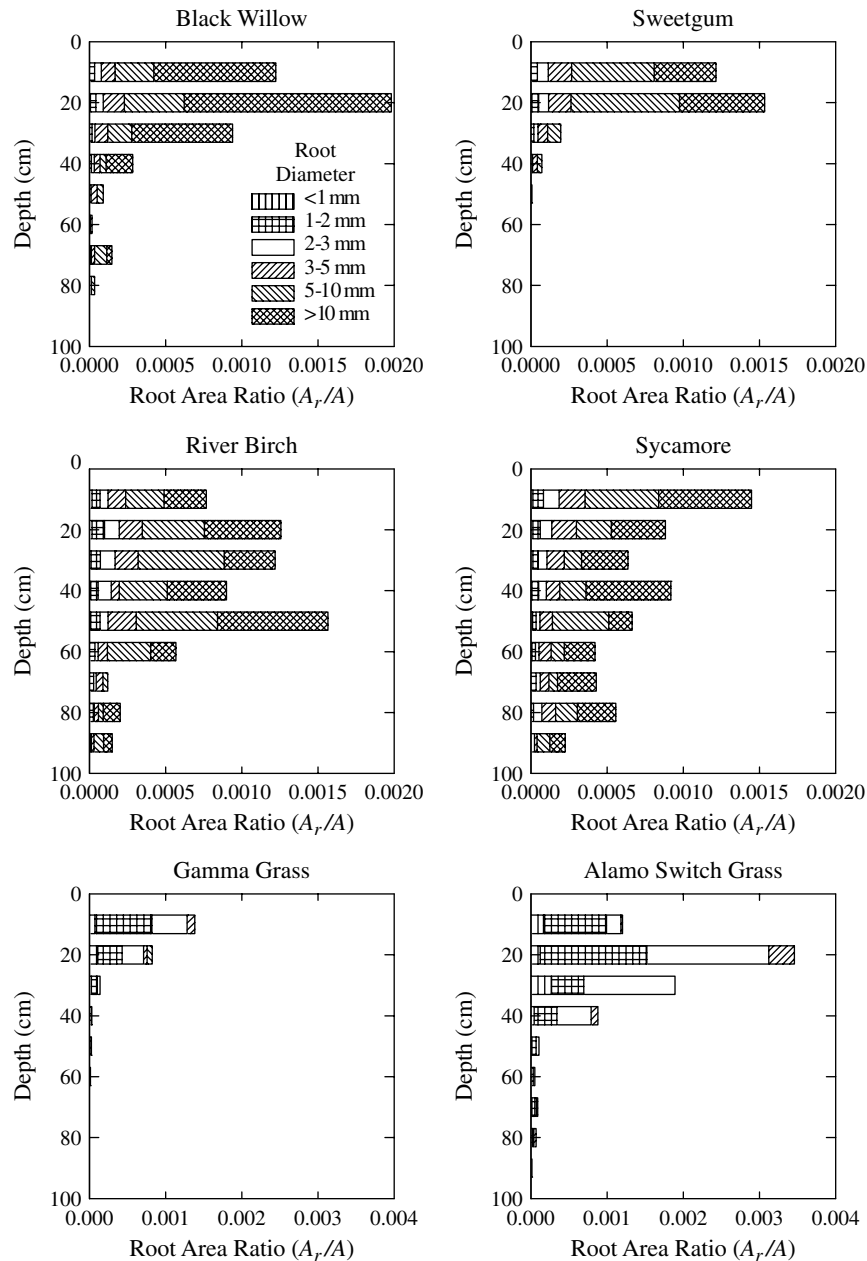 Black Willow
0
20
40
60
80
100
Depth (cm)
Root
Diameter
<1 mm
1-2 mm
2-3 mm
3-5 mm
5-10 mm
>10 mm
0.0000 0.0005 0.0010 0.0015 0.0020
Root Area Ratio (Ar/A)
Sweetgum
0
20
40
60
80
100
Depth (cm)
0.0000 0.0005 0.0010 0.0015 0.0020
Root Area Ratio (Ar/A)
River Birch
0
20
40
60
80
100
Depth (cm)
0.0000 0.0005 0.0010 0.0015 0.0020
Root Area Ratio (Ar/A)
Sycamore
0
20
40
60
80
100
Depth (cm)
0.0000 0.0005 0.0010 0.0015 0.0020
Root Area Ratio (Ar/A)
Gamma Grass
0
20
40
60
80
100
Depth (cm)
0.000 0.001 0.002 0.003 0.004
Root Area Ratio (Ar/A)
Alamo Switch Grass
0
20
40
60
80
100
Depth (cm)
0.000 0.001 0.002 0.003 0.004
Root Area Ratio (Ar/A)